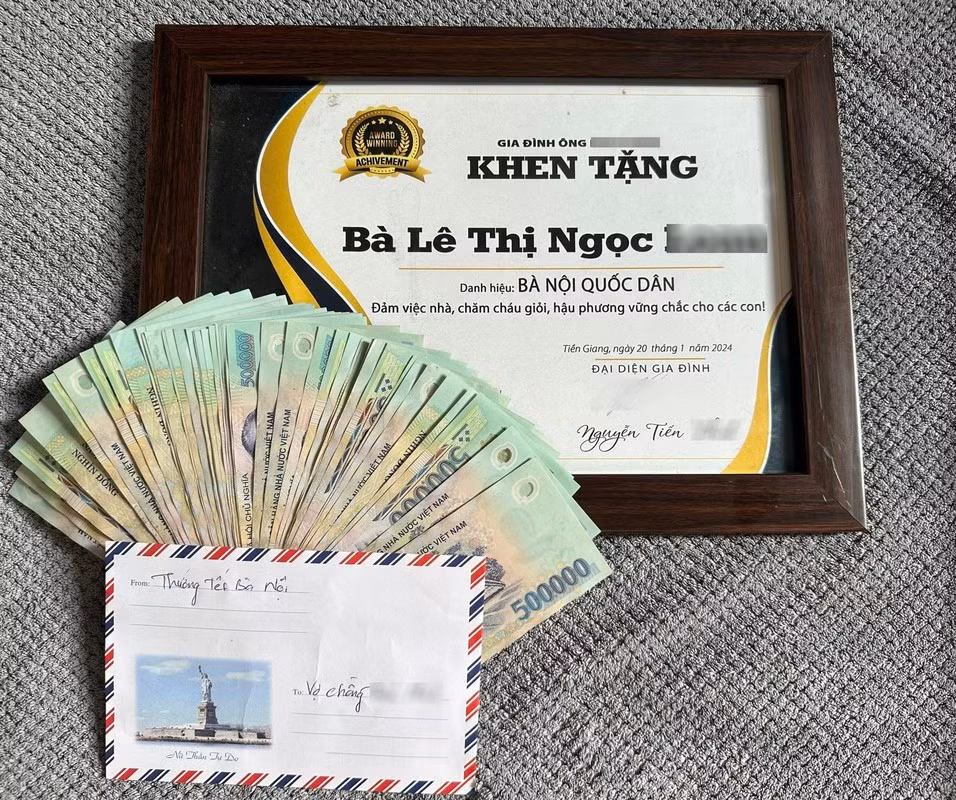 AWARD
WINNING
ACHIVEMENT
GIA ĐÌNH ÔNG
KHEN TẶNG
Bà Lê Thị Ngọc
Danh hiệu: BÀ NỘI QUỐC DÂN
Đảm việc nhà, chăm cháu giỏi, hậu phương vững chắc cho các con!
Tiền Giang, ngày 20 tháng 1 năm 2024
ĐẠI DIỆN GIA ĐÌNH
Nguyễn Tiến
500000
NGÂN HÀNG NHÀ NƯỚC VIỆT NAM
500000
From: Thưởng Tết Bà Nội
To: Vợ chồng
Nữ Thần Tự Do